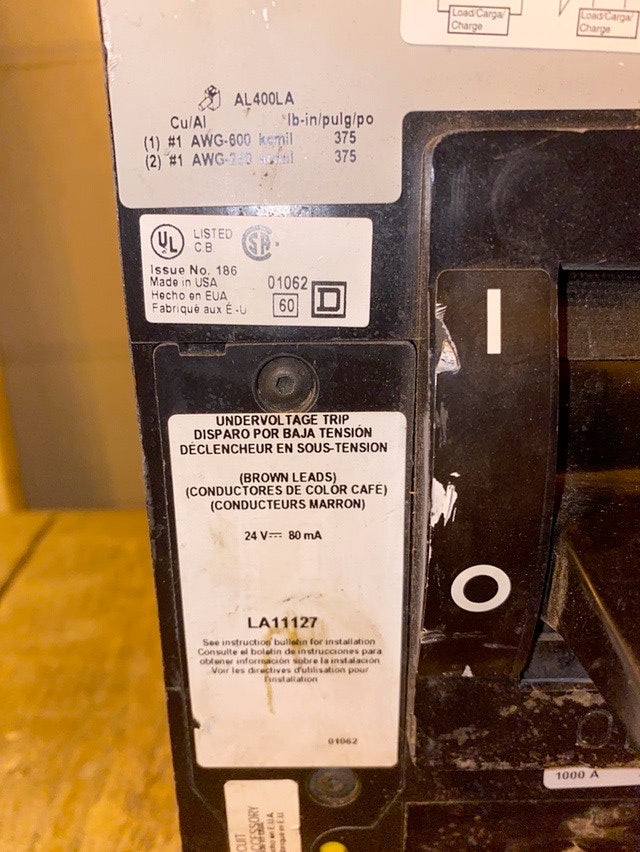 Load/Carga/
Charge
Load/Carga/
Charge
AL400LA
Cu/Al lb-in/pulg/po
(1) #1 AWG-600 kcmil 375
(2) #1 AWG- kcmil 375
UL LISTED
C.B
SA
Issue No. 186
Made in USA
Hecho en EUA
Fabriqué aux É.-U.
01062
60
D
UNDERVOLTAGE TRIP
DISPARO POR BAJA TENSIÓN
DÉCLENCHEUR EN SOUS-TENSION
(BROWN LEADS)
(CONDUCTORES DE COLOR CAFÉ)
(CONDUCTEURS MARRON)
24 V⎓ 80 mA
LA11127
See instruction bulletin for installation
Consulte el boletín de instrucciones para
obtener información sobre la instalación
Voir les directives d'utilisation pour
l'installation
01062
I
O
1000 A